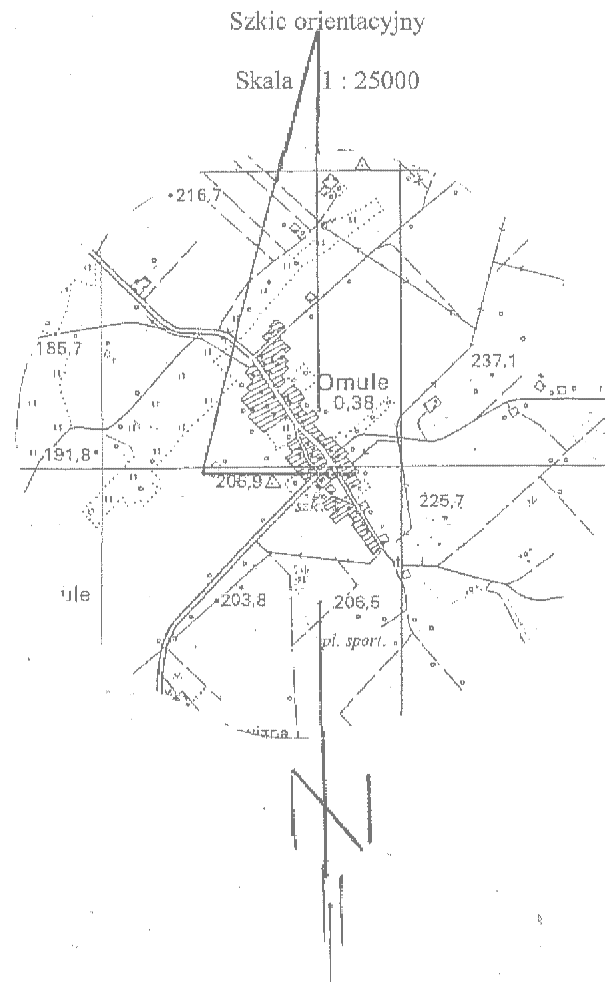 Szkic orientacyjny
Skala 1 : 25000
216,7
185,7
237,1
Omule
0,38
191,8
206,9
225,7
ule
203,8
206,5
pl. sport.
N